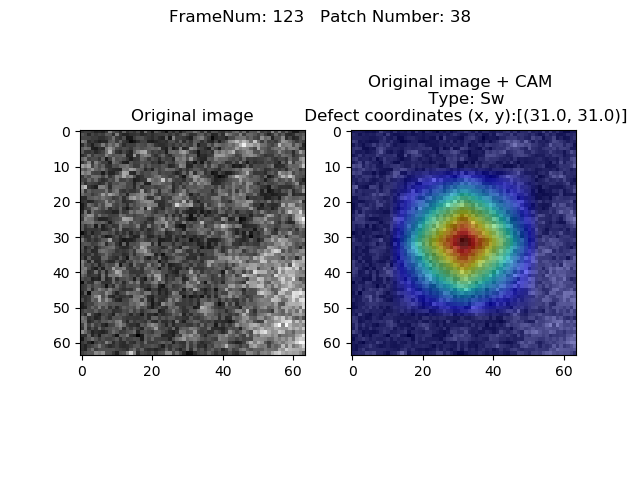 FrameNum: 123   Patch Number: 38
Original image
0
10
20
30
40
50
60
0 20 40 60
Original image + CAM
Type: Sw
Defect coordinates (x, y):[(31.0, 31.0)]
0
10
20
30
40
50
60
0 20 40 60